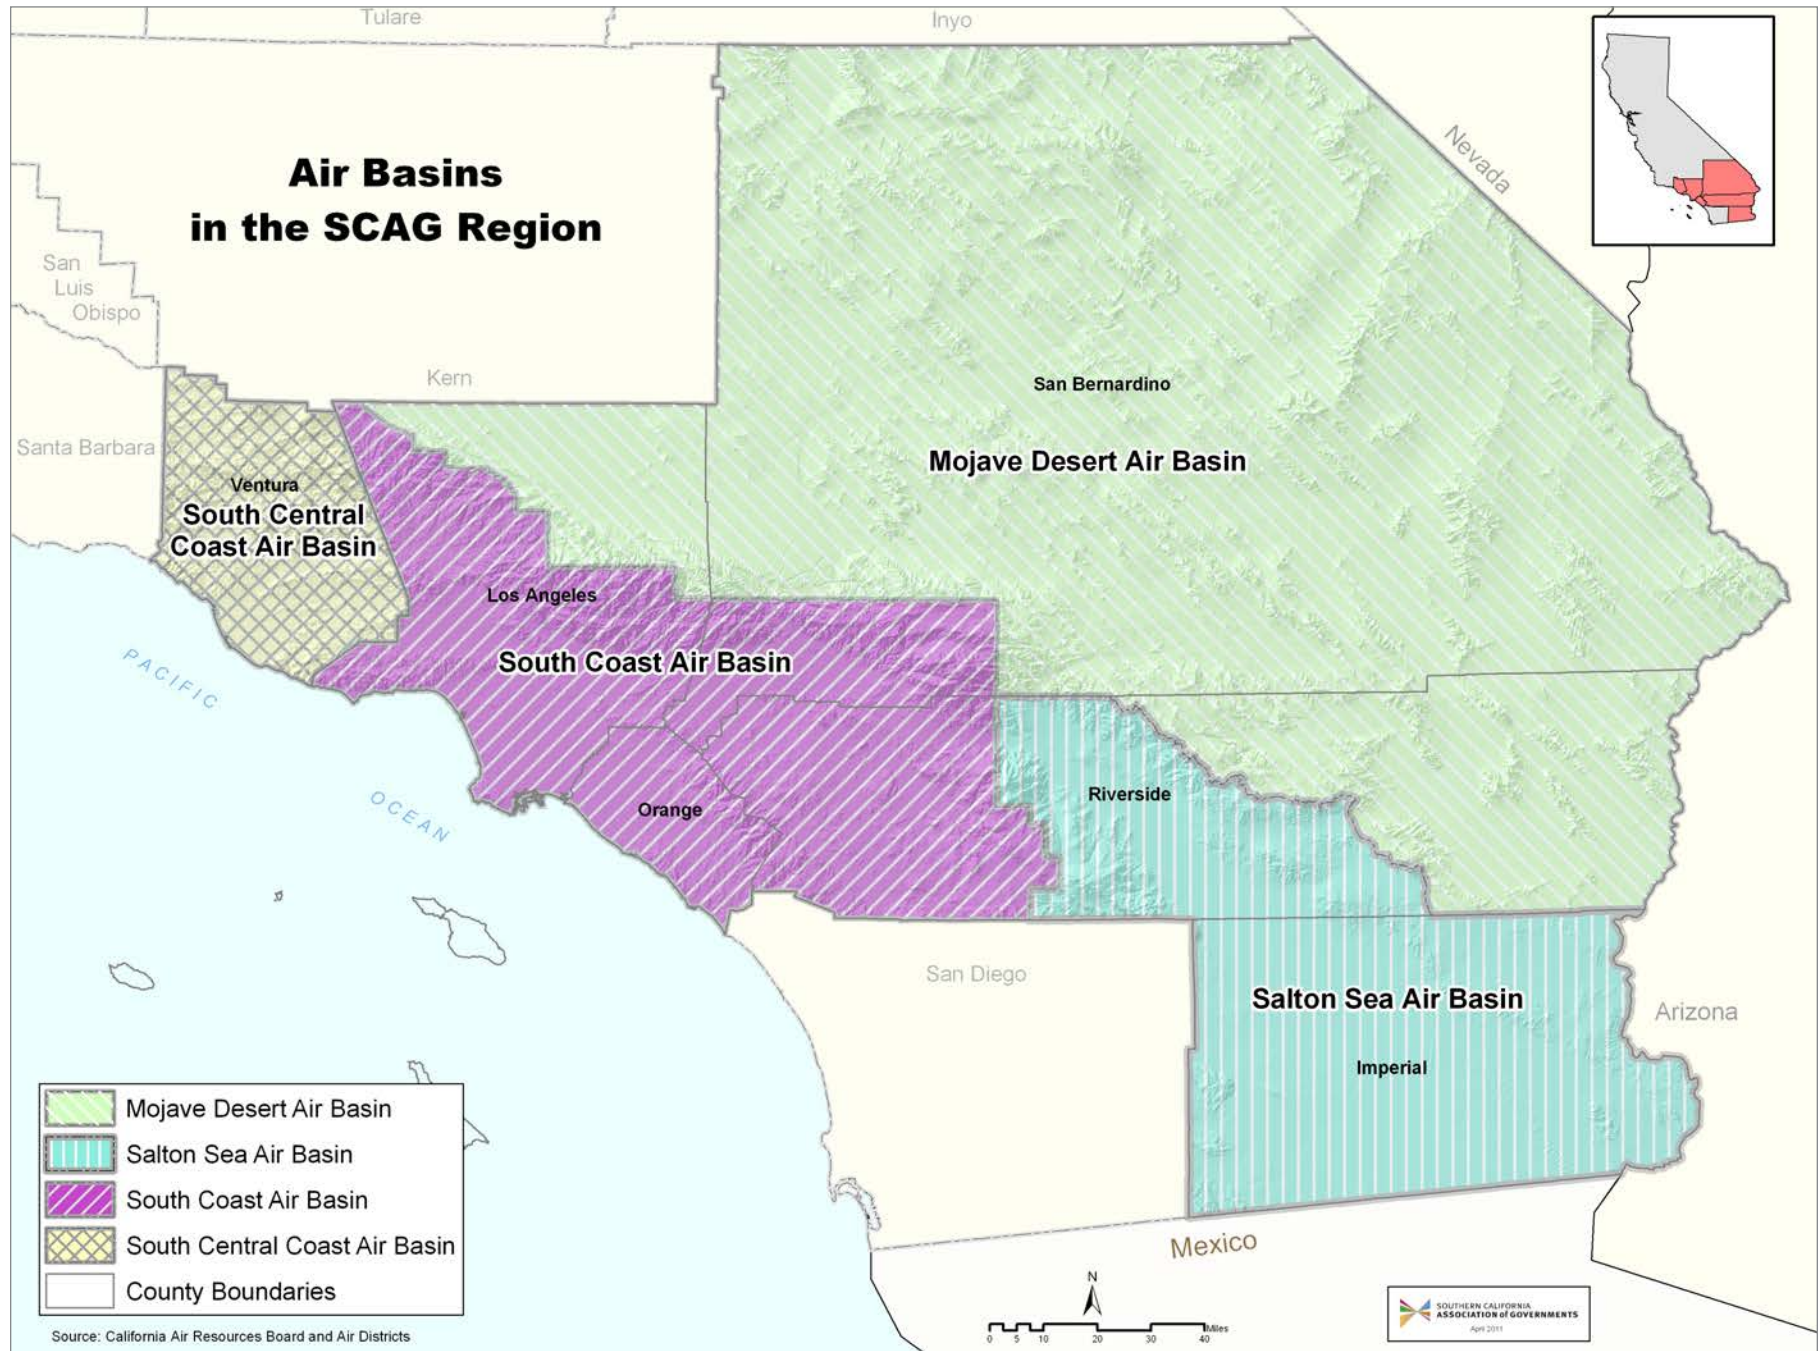 Tulare
Inyo
Air Basins
in the SCAG Region
Nevada
San
Luis
Obispo
Kern
San Bernardino
Santa Barbara
Mojave Desert Air Basin
Ventura
South Central
Coast Air Basin
Los Angeles
South Coast Air Basin
PACIFIC
OCEAN
Riverside
Orange
San Diego
Salton Sea Air Basin
Arizona
Imperial
Mojave Desert Air Basin
Salton Sea Air Basin
South Coast Air Basin
South Central Coast Air Basin
County Boundaries
Mexico
N
Miles
0 5 10 20 30 40
SOUTHERN CALIFORNIA
ASSOCIATION of GOVERNMENTS
April 2011
Source: California Air Resources Board and Air Districts